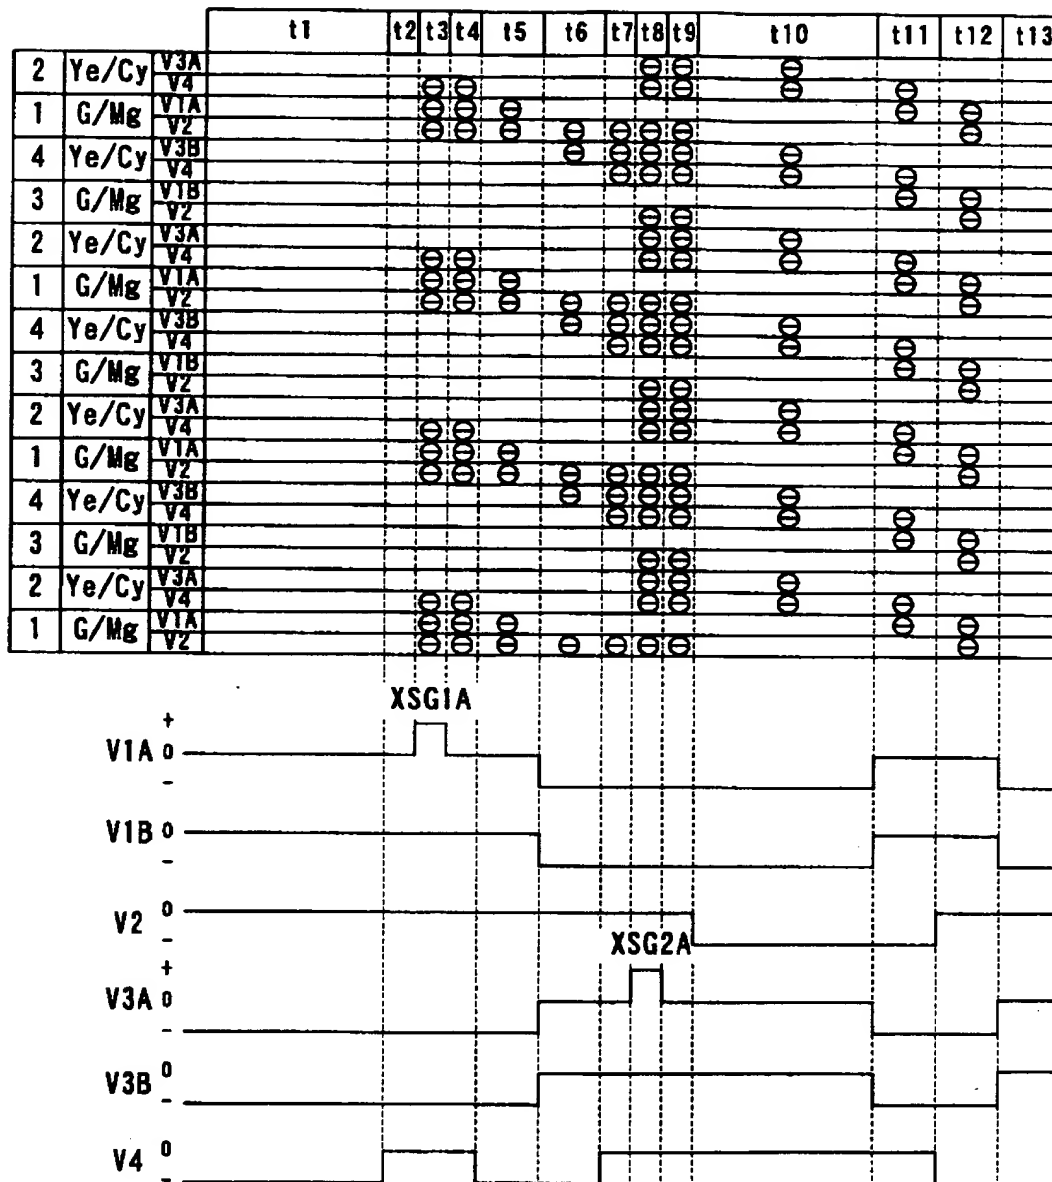 t1 t2 t3 t4 t5 t6 t7 t8 t9 t10 t11 t12 t13
2 Ye/Cy V3A
V4
1 G/Mg V1A
V2
4 Ye/Cy V3B
V4
3 G/Mg V1B
V2
2 Ye/Cy V3A
V4
1 G/Mg V1A
V2
4 Ye/Cy V3B
V4
3 G/Mg V1B
V2
2 Ye/Cy V3A
V4
1 G/Mg V1A
V2
4 Ye/Cy V3B
V4
3 G/Mg V1B
V2
2 Ye/Cy V3A
V4
1 G/Mg V1A
V2
XSG1A
+
V1A 0
-
V1B 0
-
V2 0
-
XSG2A
+
V3A 0
-
V3B 0
-
V4 0
-